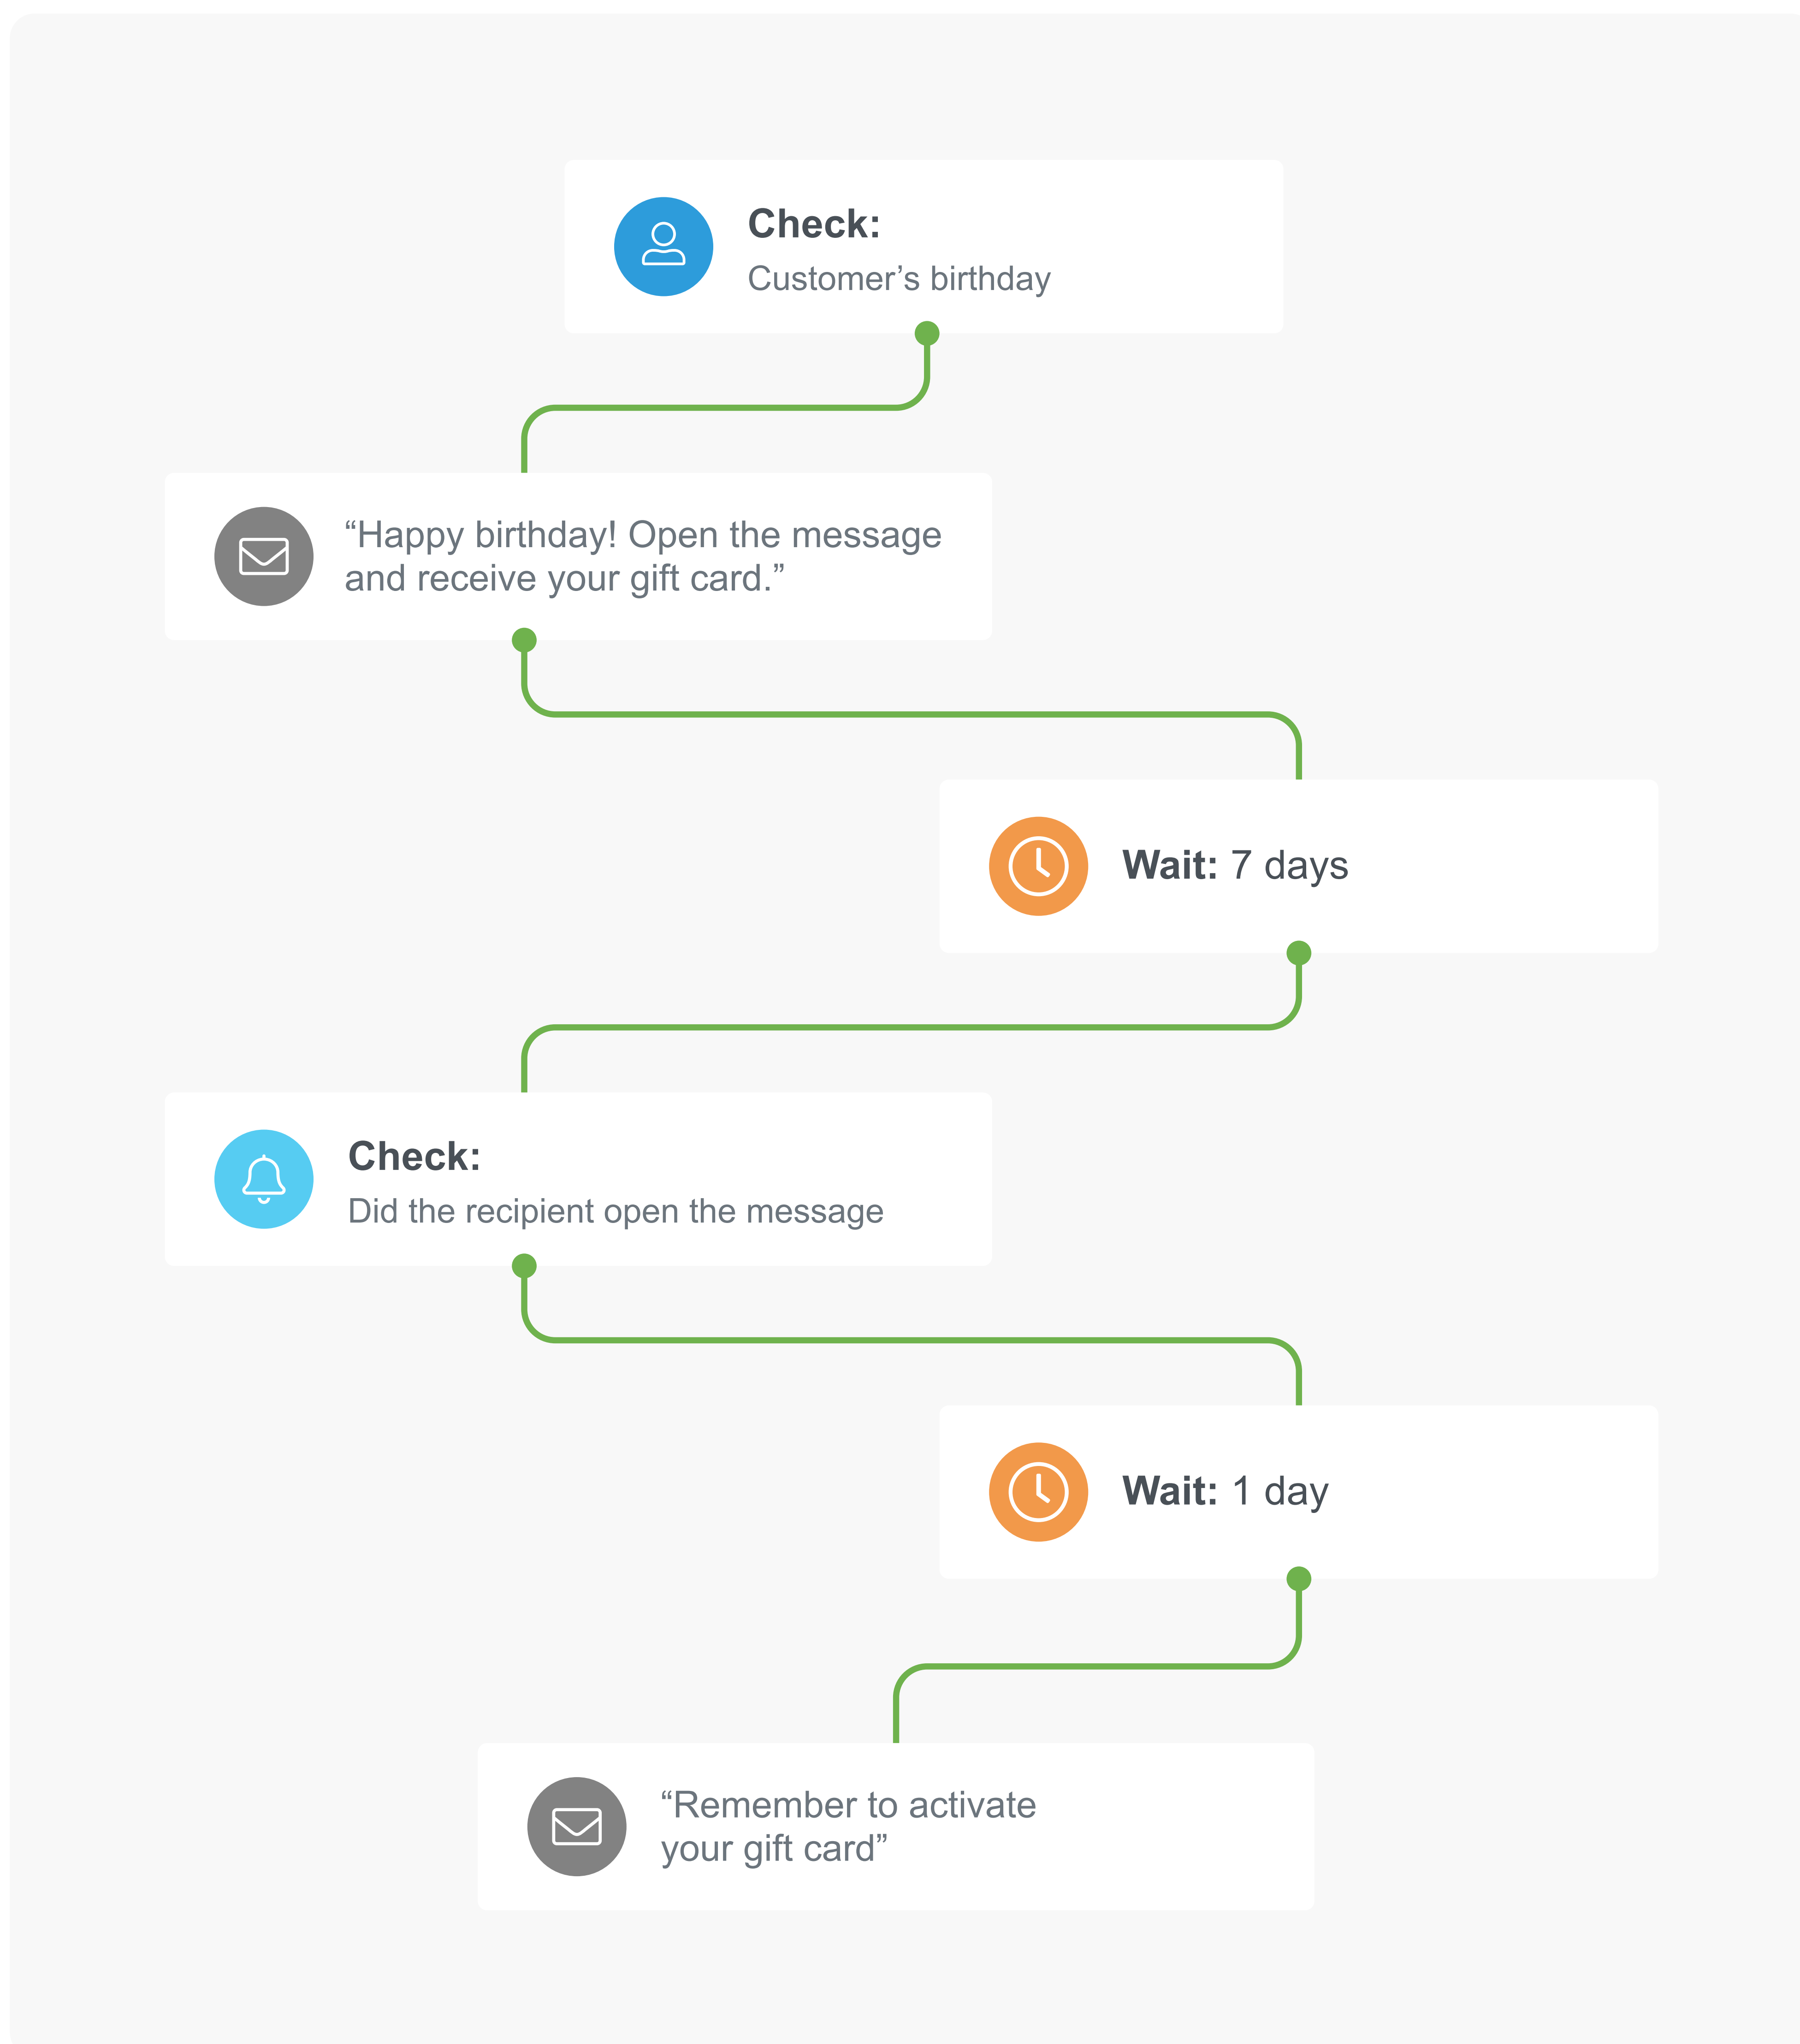 Check:
Customer’s birthday
“Happy birthday! Open the message
and receive your gift card.”
Wait: 7 days
Check:
Did the recipient open the message
Wait: 1 day
“Remember to activate
your gift card”